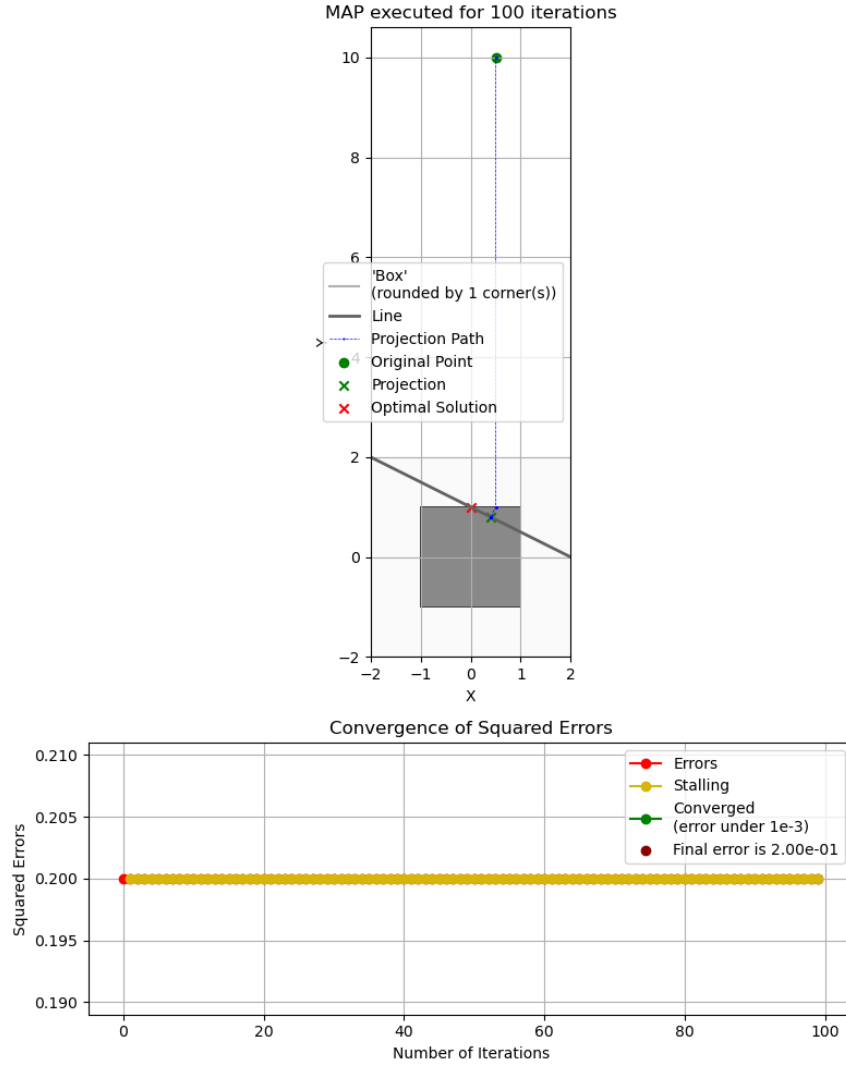 MAP executed for 100 iterations
10
8
6
4
2
0
−2
Y
'Box'
(rounded by 1 corner(s))
Line
Projection Path
Original Point
Projection
Optimal Solution
−2 −1 0 1 2
X
Convergence of Squared Errors
0.210
0.205
0.200
0.195
0.190
Squared Errors
Errors
Stalling
Converged
(error under 1e-3)
Final error is 2.00e-01
0 20 40 60 80 100
Number of Iterations